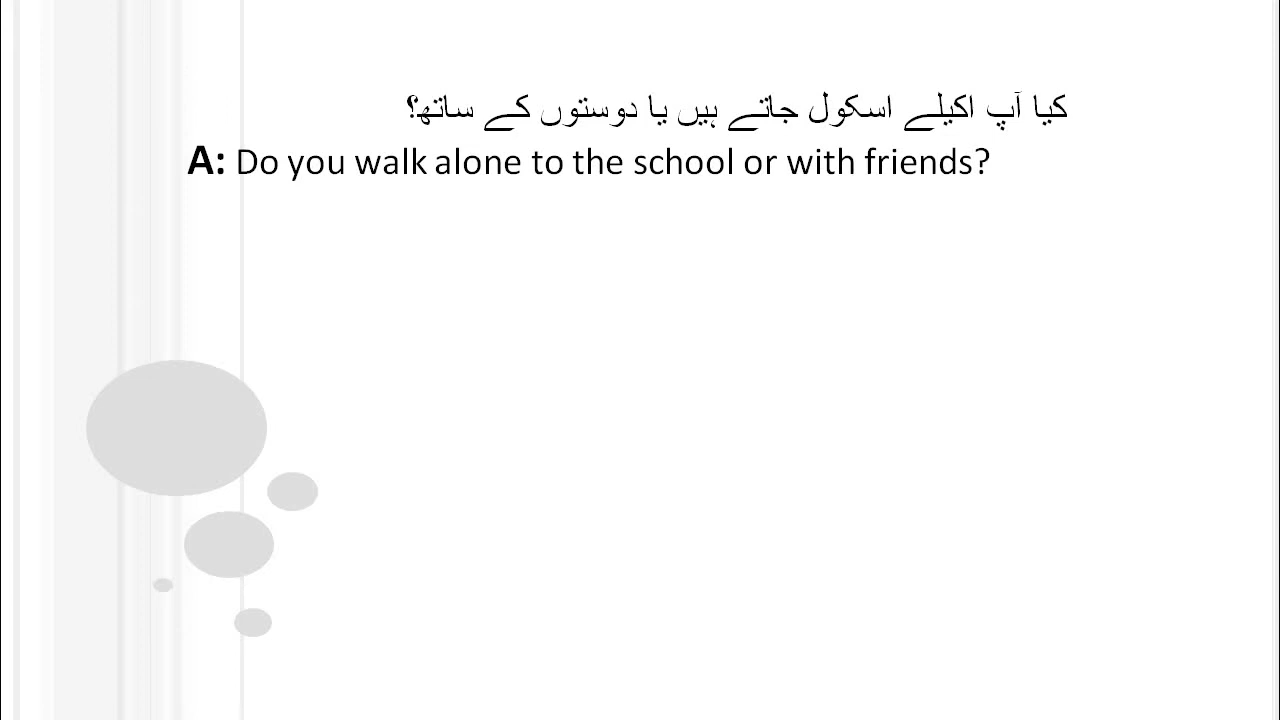 کیا آپ اکیلے اسکول جاتے ہیں یا دوستوں کے ساتھ؟
A: Do you walk alone to the school or with friends?